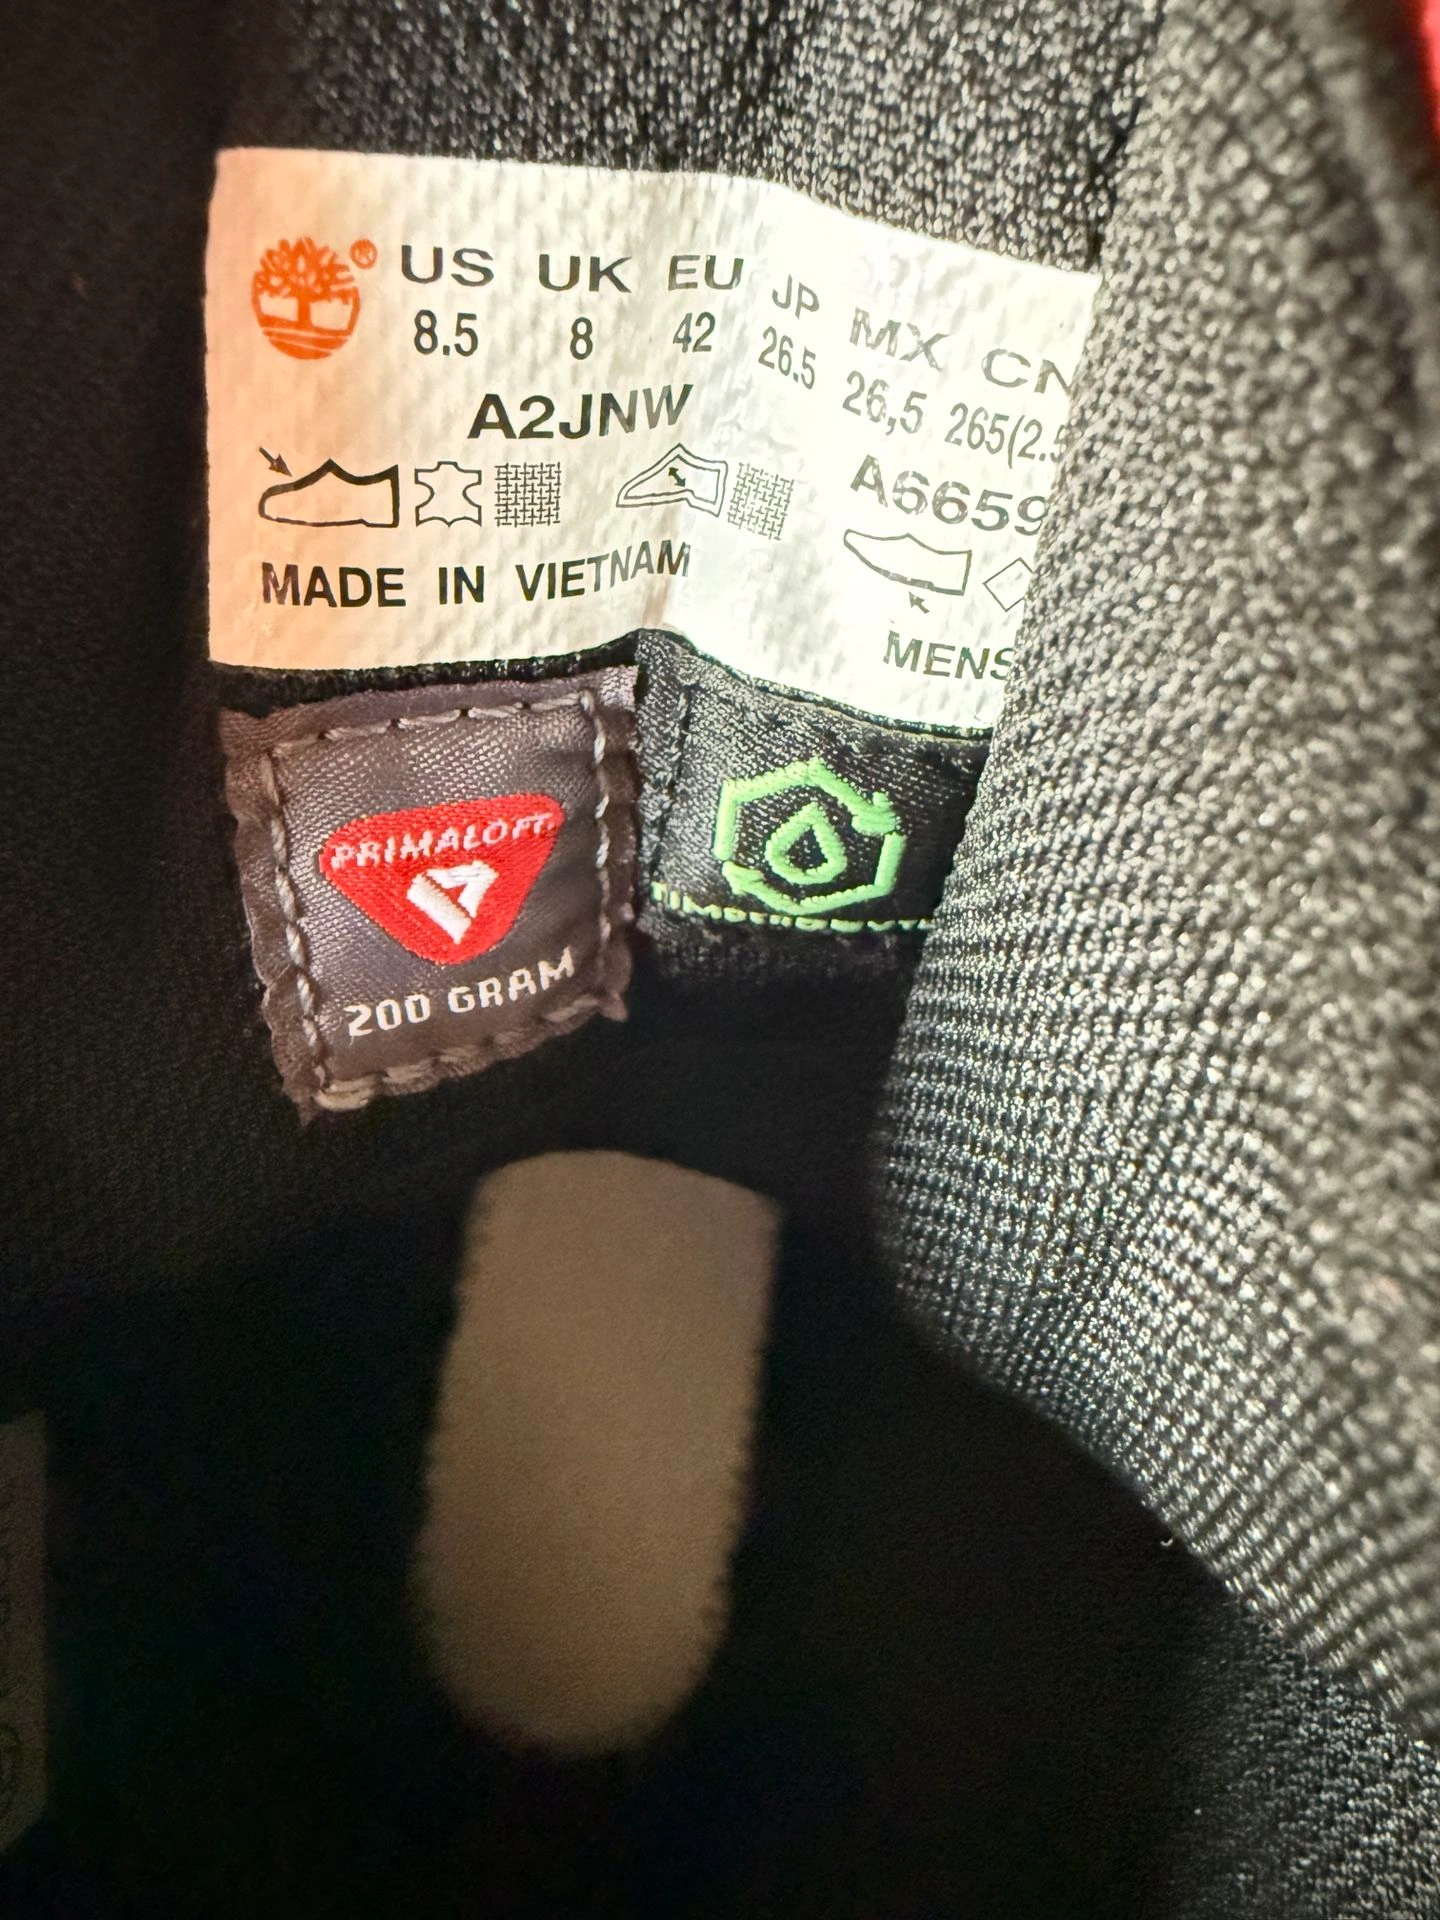 ® US UK EU JP MX CN
8.5 8 42 26.5 26,5 265(2.5
A2JNW A6659
MADE IN VIETNAM MENS
PRIMALOFT
200 GRAM